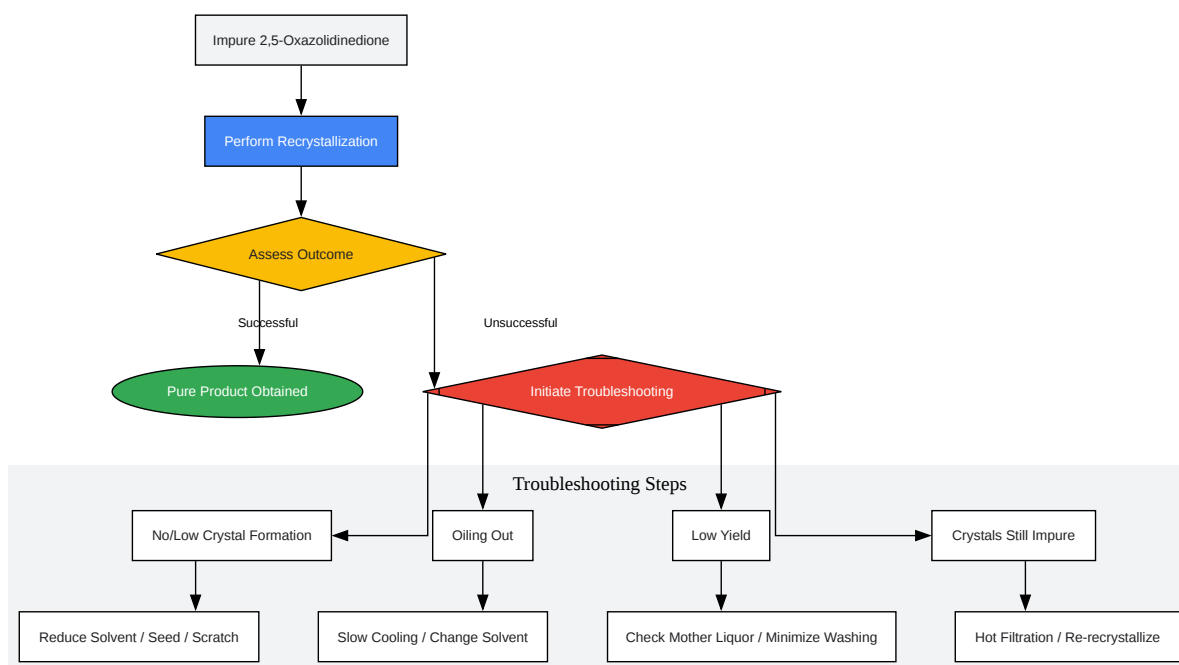 Impure 2,5-Oxazolidinedione
Perform Recrystallization
Assess Outcome
Successful
Unsuccessful
Pure Product Obtained
Initiate Troubleshooting
Troubleshooting Steps
No/Low Crystal Formation
Oiling Out
Low Yield
Crystals Still Impure
Reduce Solvent / Seed / Scratch
Slow Cooling / Change Solvent
Check Mother Liquor / Minimize Washing
Hot Filtration / Re-recrystallize